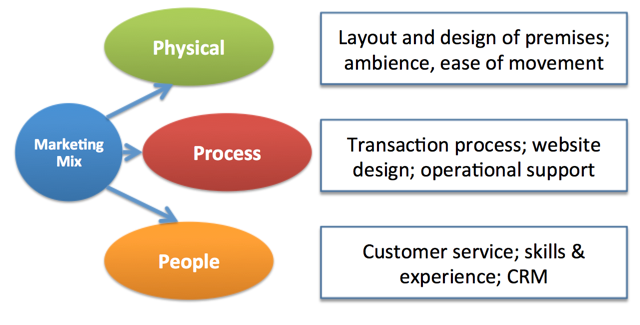 Physical
Layout and design of premises;
ambience, ease of movement
Marketing
Mix
Process
Transaction process; website
design; operational support
People
Customer service; skills &
experience; CRM